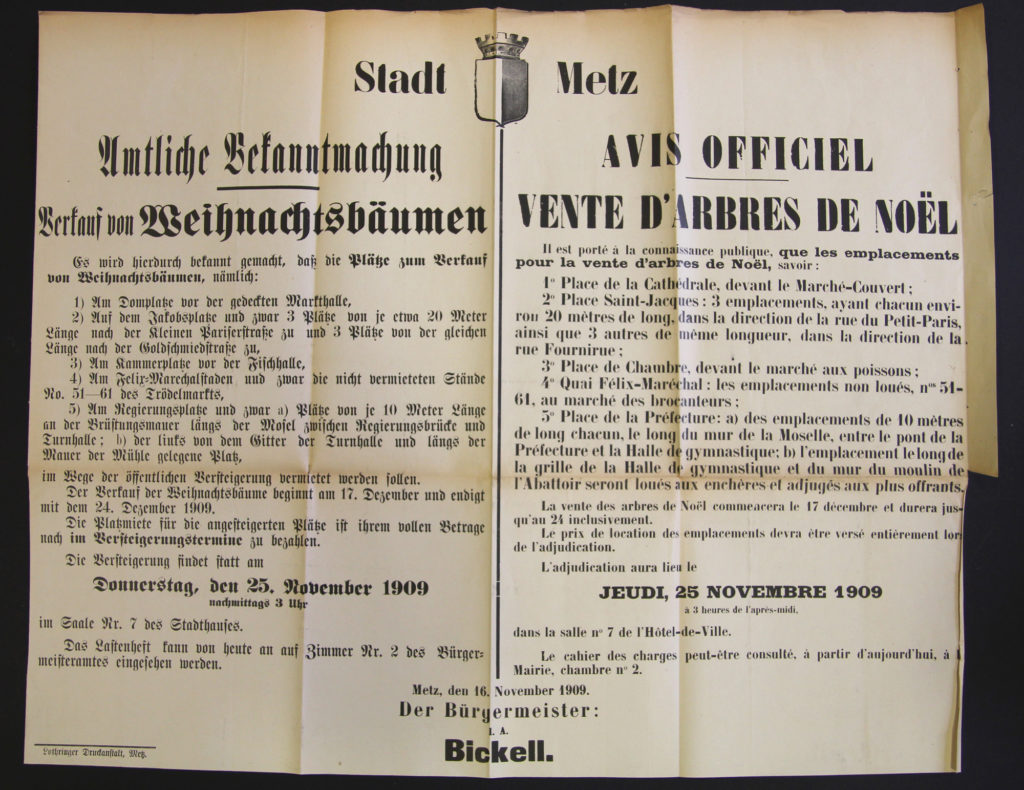 Stadt Metz
Amtliche Bekanntmachung
Verkauf von Weihnachtsbäumen
Es wird hierdurch bekannt gemacht, daß die Plätze zum Verkauf
von Weihnachtsbäumen, nämlich:
1) Am Domplatze vor der gedeckten Markthalle,
2) Auf dem Jakobsplatze und zwar 3 Plätze von je etwa 20 Meter
Länge nach der Kleinen Pariserstraße zu und 3 Plätze von der gleichen
Länge nach der Goldschmiedstraße zu,
3) Am Kammerplatze vor der Fischhalle,
4) Am Felix-Marechalstaden und zwar die nicht vermieteten Stände
No. 51—61 des Trödelmarkts,
5) Am Regierungsplatze und zwar a) Plätze von je 10 Meter Länge
an der Brüstungsmauer längs der Mosel zwischen Regierungsbrücke und
Turnhalle; b) der links von dem Gitter der Turnhalle und längs der
Mauer der Mühle gelegene Platz,
im Wege der öffentlichen Versteigerung vermietet werden sollen.
Der Verkauf der Weihnachtsbäume beginnt am 17. Dezember und endigt
mit dem 24. Dezember 1909.
Die Platzmiete für die angesteigerten Plätze ist ihrem vollen Betrage
nach im Versteigerungstermine zu bezahlen.
Die Versteigerung findet statt am
Donnerstag, den 25. November 1909
nachmittags 3 Uhr
im Saale Nr. 7 des Stadthauses.
Das Lastenheft kann von heute an auf Zimmer Nr. 2 des Bürger-
meisteramtes eingesehen werden.
AVIS OFFICIEL
VENTE D'ARBRES DE NOËL
Il est porté à la connaissance publique, que les emplacements
pour la vente d'arbres de Noël, savoir :
1° Place de la Cathédrale, devant le Marché-Couvert ;
2° Place Saint-Jacques : 3 emplacements, ayant chacun envi-
ron 20 mètres de long, dans la direction de la rue du Petit-Paris,
ainsi que 3 autres de même longueur, dans la direction de la
rue Fournirue ;
3° Place de Chambre, devant le marché aux poissons ;
4° Quai Félix-Maréchal : les emplacements non loués, nos 51-
61, au marché des brocanteurs ;
5° Place de la Préfecture : a) des emplacements de 10 mètres
de long chacun, le long du mur de la Moselle, entre le pont de la
Préfecture et la Halle de gymnastique; b) l'emplacement le long de
la grille de la Halle de gymnastique et du mur du moulin de
l'Abattoir seront loués aux enchères et adjugés aux plus offrants.
La vente des arbres de Noël commencera le 17 décembre et durera jus-
qu'au 24 inclusivement.
Le prix de location des emplacements devra être versé entièrement lors
de l'adjudication.
L'adjudication aura lieu le
JEUDI, 25 NOVEMBRE 1909
à 3 heures de l'après-midi.
dans la salle n° 7 de l'Hôtel-de-Ville.
Le cahier des charges peut-être consulté, à partir d'aujourd'hui, à l
Mairie, chambre n° 2.
Metz, den 16. November 1909.
Der Bürgermeister:
I. A.
Bickell.
Lothringer Druckanstalt, Metz.